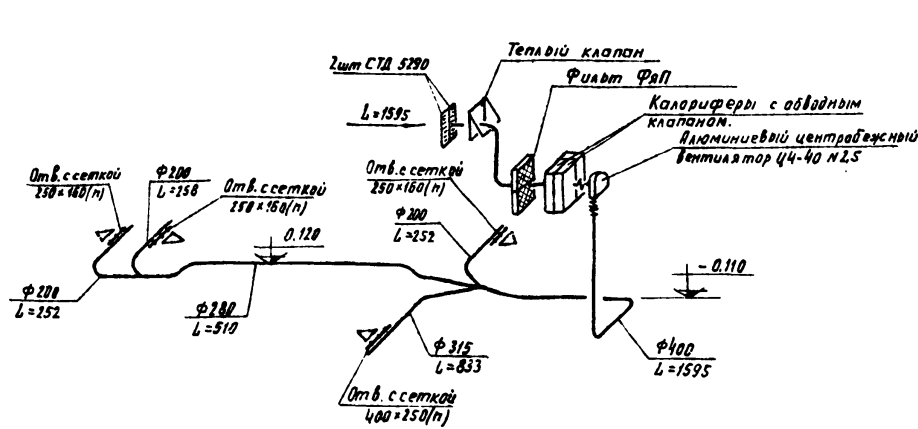 Теплый клапан
2шт СТД 5290
Фильт ФяП
L=1595
Калориферы с обводным
клапаном.
Алюминиевый центробежный
вентилятор Ц4-40 N2,5
Отв. с сеткой
250×160(п)
Ф200
L=258
Отв. с сеткой
250×160(п)
Отв. с сеткой
250×160(п)
Ф200
L=252
0.120
-0.110
Ф200
L=252
Ф280
L=510
Ф315
L=833
Ф400
L=1595
Отв. с сеткой
400×250(п)